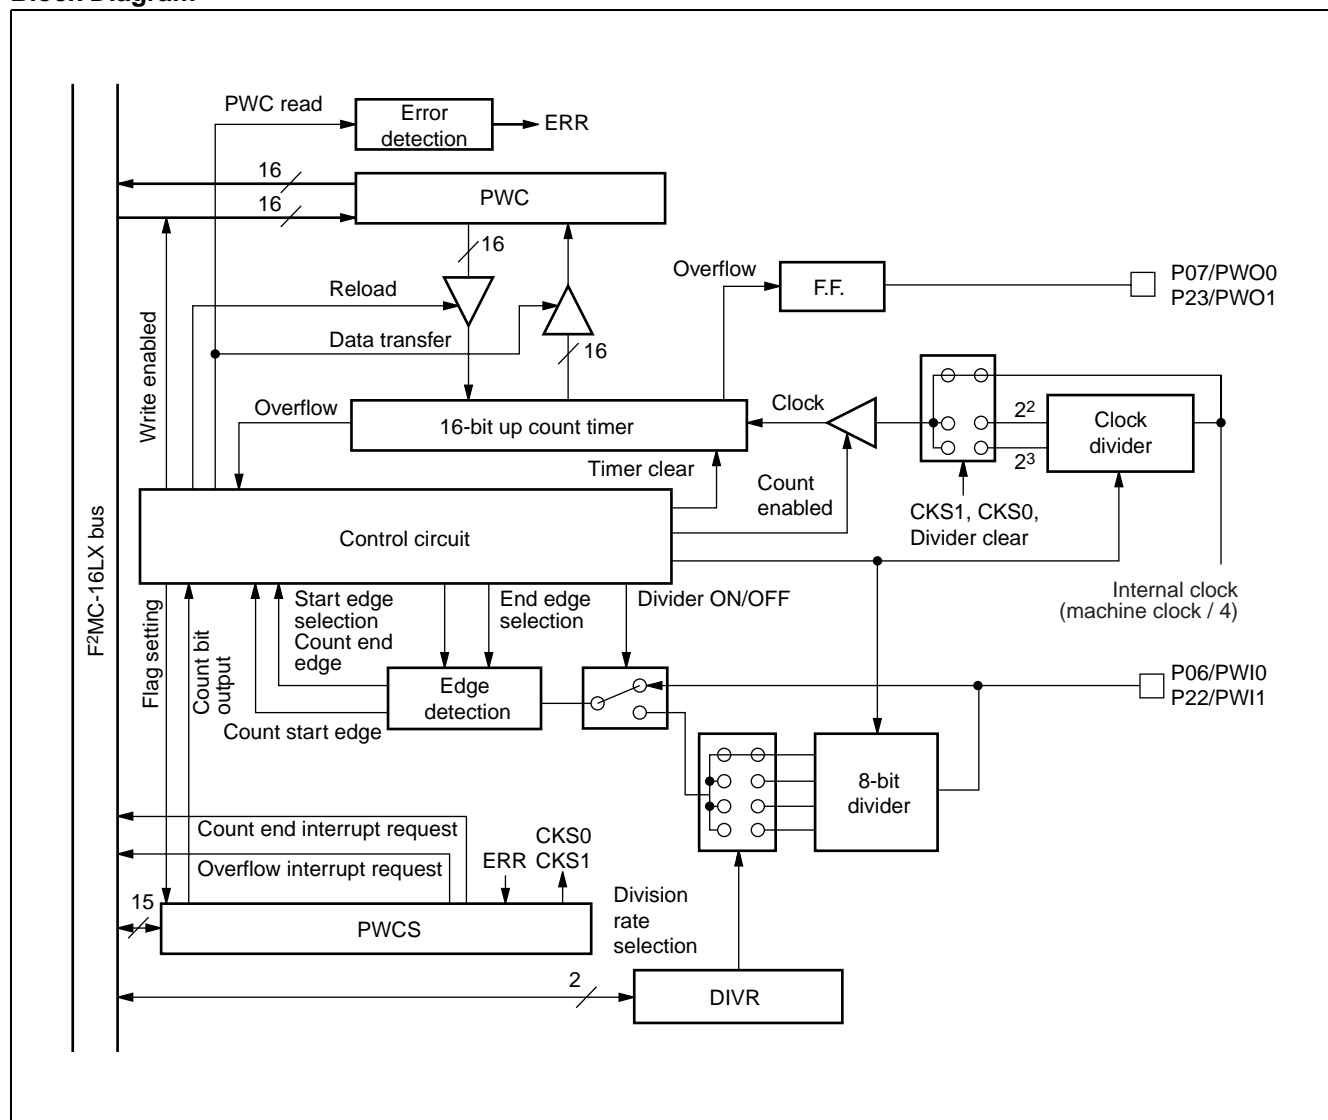 PWC read
Error
detection
ERR
16
16
PWC
16
Reload
Data transfer
16
Overflow
F.F.
P07/PWO0
P23/PWO1
Write enabled
Overflow
16-bit up count timer
Clock
2²
2³
Clock
divider
Timer clear
Count
enabled
CKS1, CKS0,
Divider clear
Control circuit
Internal clock
(machine clock / 4)
F²MC-16LX bus
Flag setting
Count bit
output
Start edge
selection
Count end
edge
End edge
selection
Divider ON/OFF
Edge
detection
Count start edge
P06/PWI0
P22/PWI1
8-bit
divider
Count end interrupt request
Overflow interrupt request
ERR
CKS0
CKS1
15
PWCS
Division
rate
selection
2
DIVR